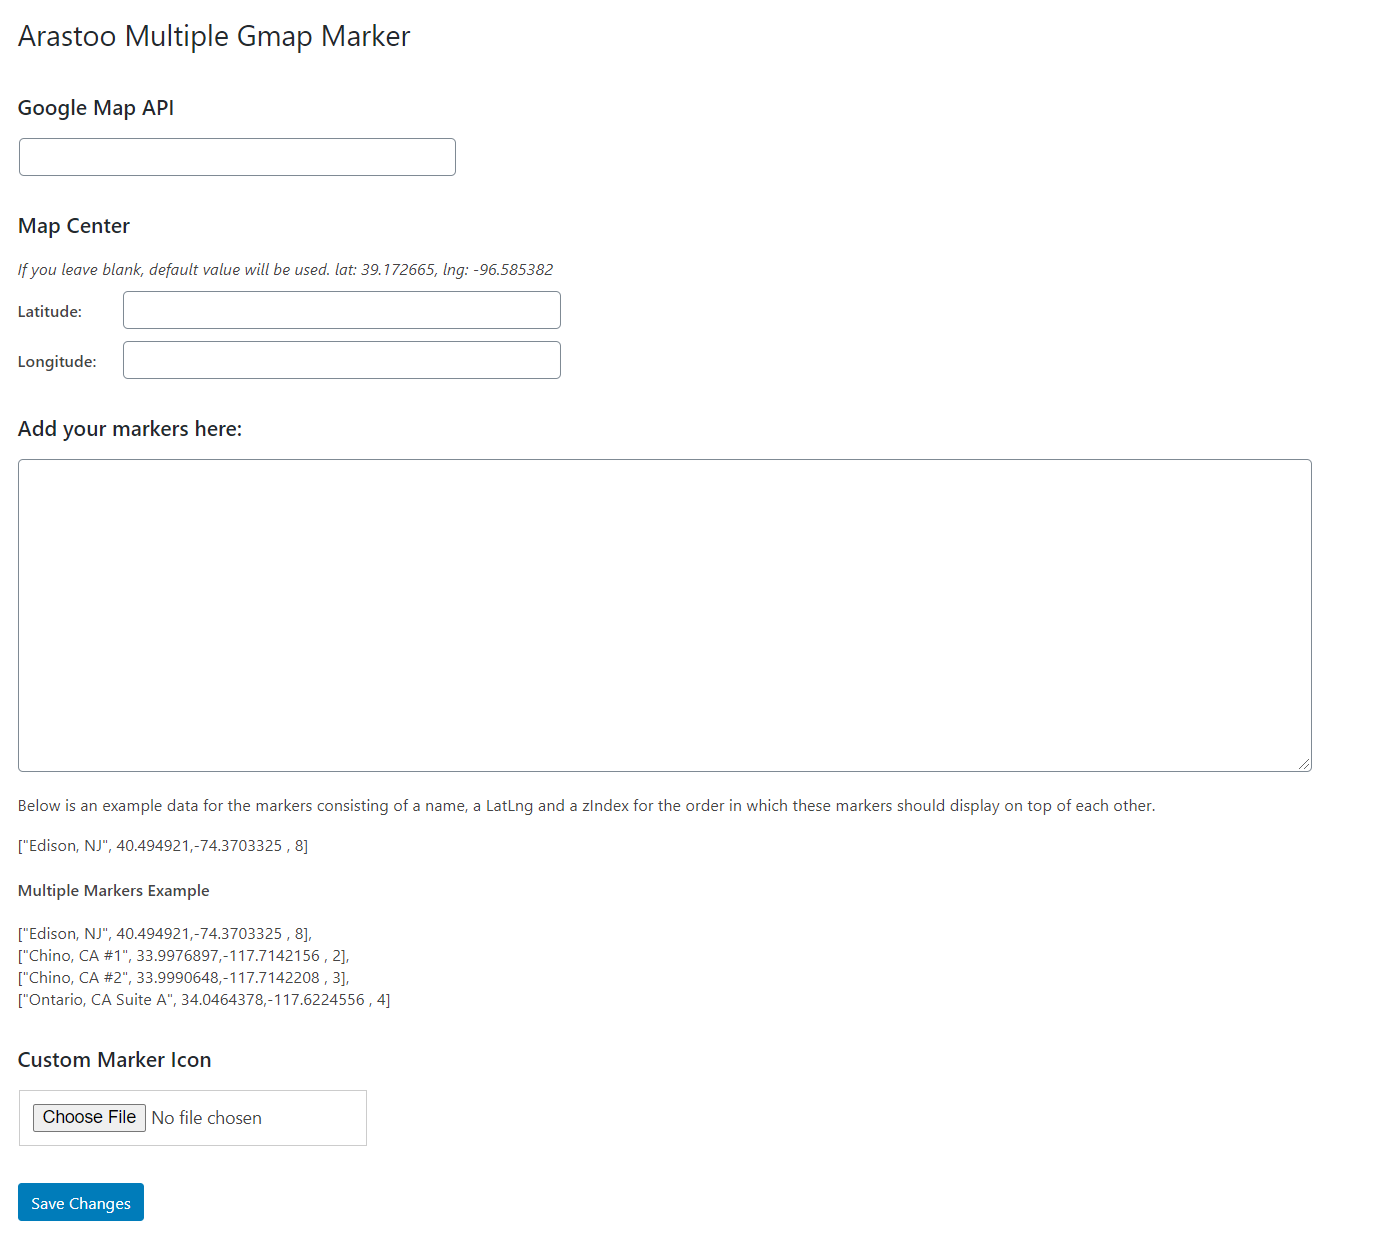 Arastoo Multiple Gmap Marker
Google Map API
Map Center
If you leave blank, default value will be used. lat: 39.172665, lng: -96.585382
Latitude:
Longitude:
Add your markers here:
Below is an example data for the markers consisting of a name, a LatLng and a zIndex for the order in which these markers should display on top of each other.
["Edison, NJ", 40.494921,-74.3703325 , 8]
Multiple Markers Example
["Edison, NJ", 40.494921,-74.3703325 , 8],
["Chino, CA #1", 33.9976897,-117.7142156 , 2],
["Chino, CA #2", 33.9990648,-117.7142208 , 3],
["Ontario, CA Suite A", 34.0464378,-117.6224556 , 4]
Custom Marker Icon
Choose File No file chosen
Save Changes